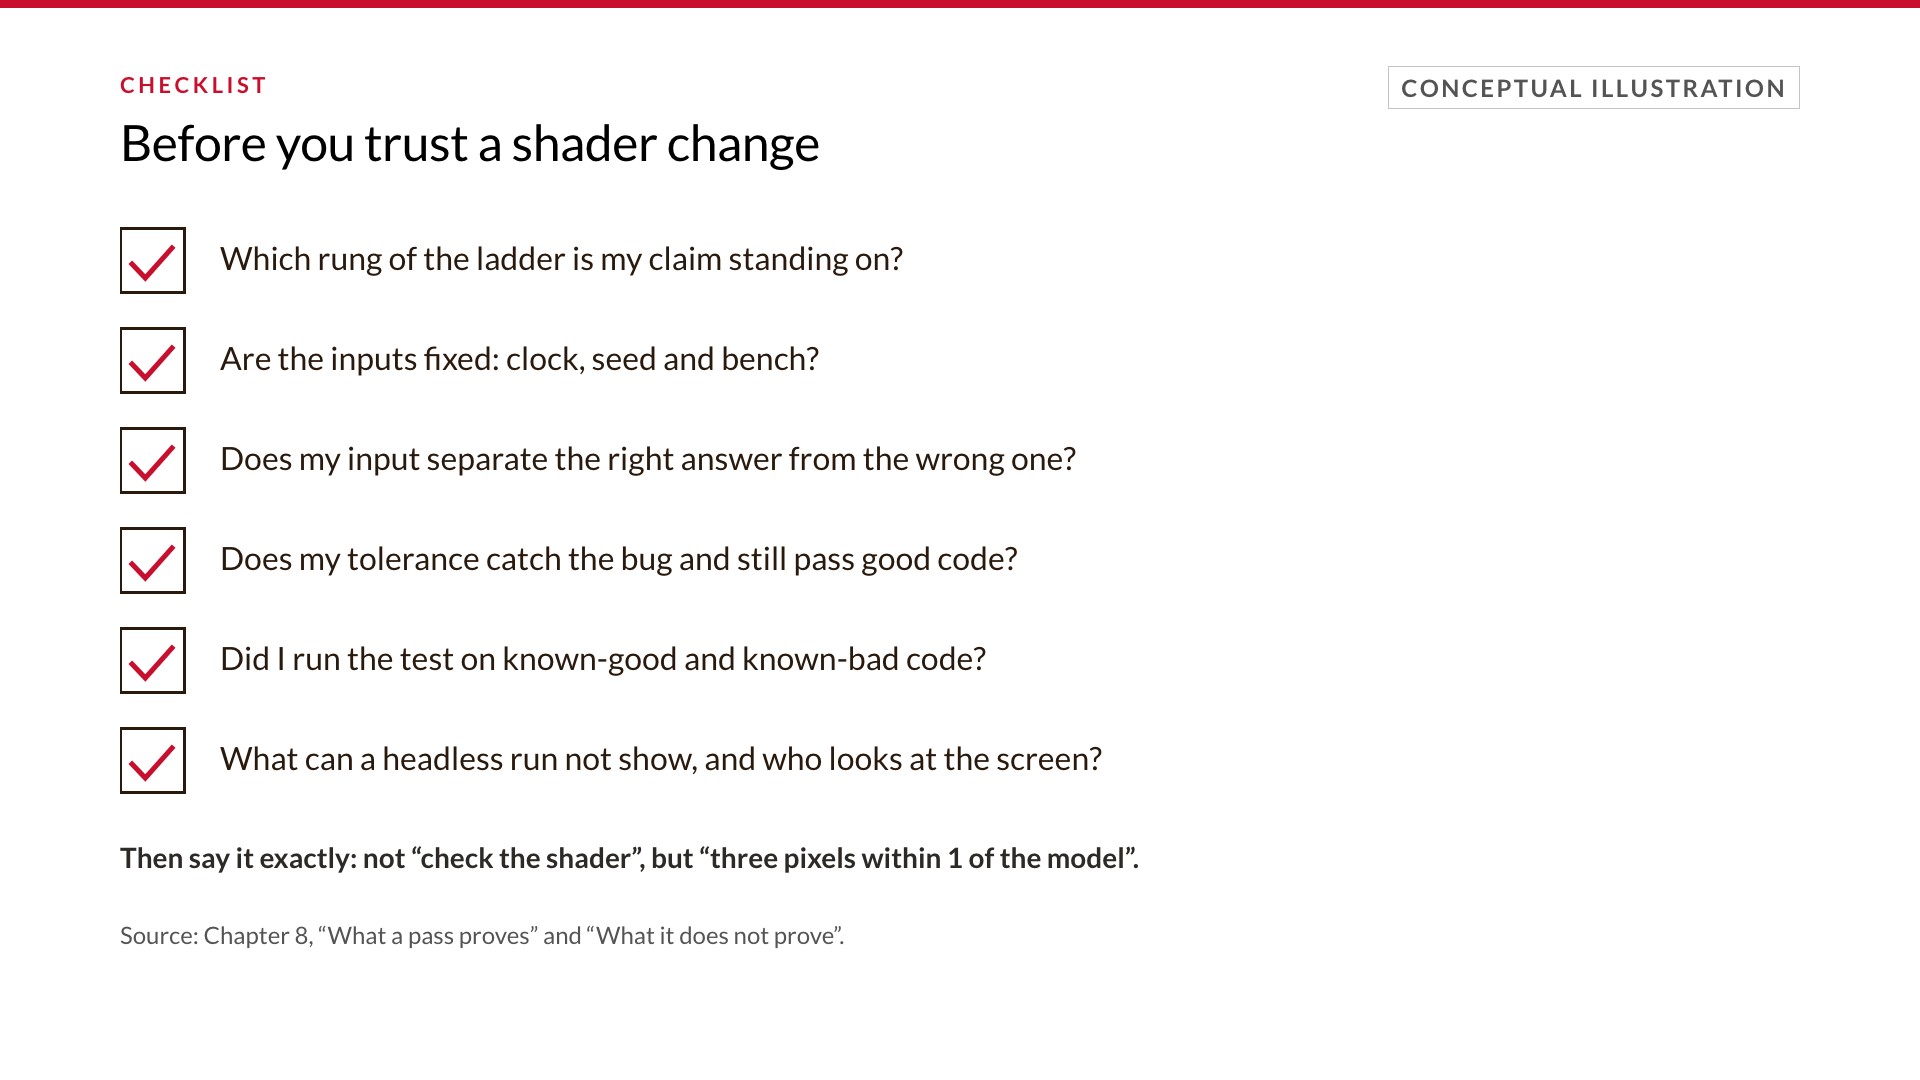 CHECKLIST
CONCEPTUAL ILLUSTRATION
Before you trust a shader change
Which rung of the ladder is my claim standing on?
Are the inputs fixed: clock, seed and bench?
Does my input separate the right answer from the wrong one?
Does my tolerance catch the bug and still pass good code?
Did I run the test on known-good and known-bad code?
What can a headless run not show, and who looks at the screen?
Then say it exactly: not “check the shader”, but “three pixels within 1 of the model”.
Source: Chapter 8, “What a pass proves” and “What it does not prove”.